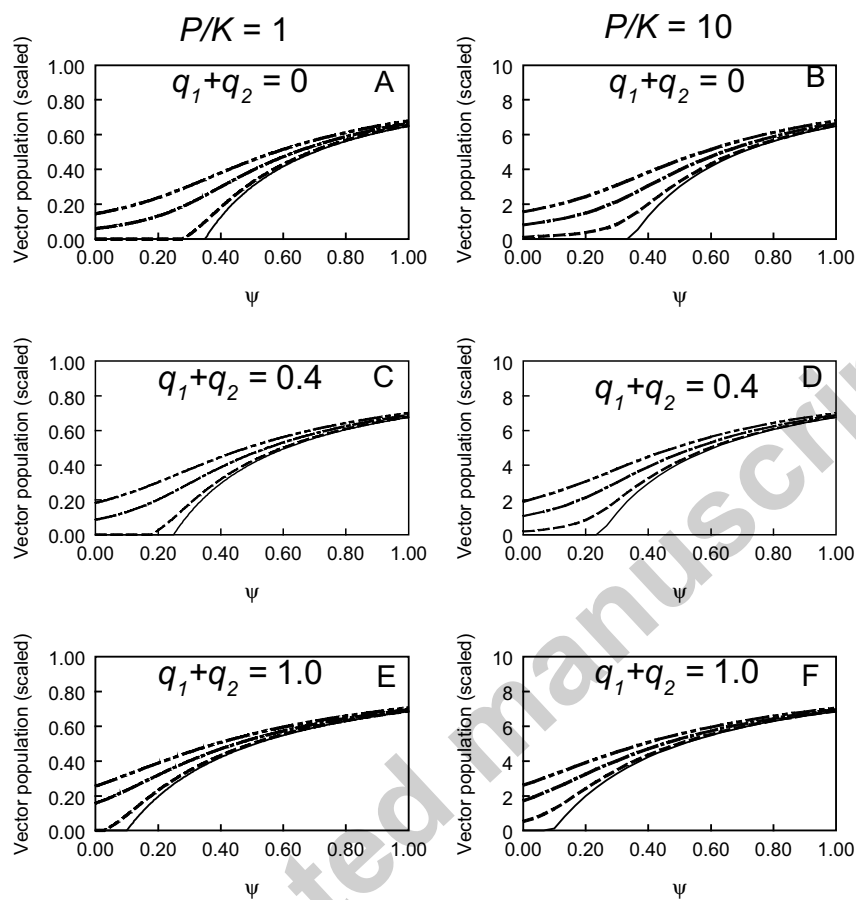 P/K = 1
P/K = 10
Vector population (scaled)
1.00
0.80
0.60
0.40
0.20
0.00
q₁+q₂ = 0
A
0.00 0.20 0.40 0.60 0.80 1.00
ψ
Vector population (scaled)
10
8
6
4
2
0
q₁+q₂ = 0
B
0.00 0.20 0.40 0.60 0.80 1.00
ψ
Vector population (scaled)
1.00
0.80
0.60
0.40
0.20
0.00
q₁+q₂ = 0.4
C
0.00 0.20 0.40 0.60 0.80 1.00
ψ
Vector population (scaled)
10
8
6
4
2
0
q₁+q₂ = 0.4
D
0.00 0.20 0.40 0.60 0.80 1.00
ψ
Vector population (scaled)
1.00
0.80
0.60
0.40
0.20
0.00
q₁+q₂ = 1.0
E
0.00 0.20 0.40 0.60 0.80 1.00
ψ
Vector population (scaled)
10
8
6
4
2
0
q₁+q₂ = 1.0
F
0.00 0.20 0.40 0.60 0.80 1.00
ψ